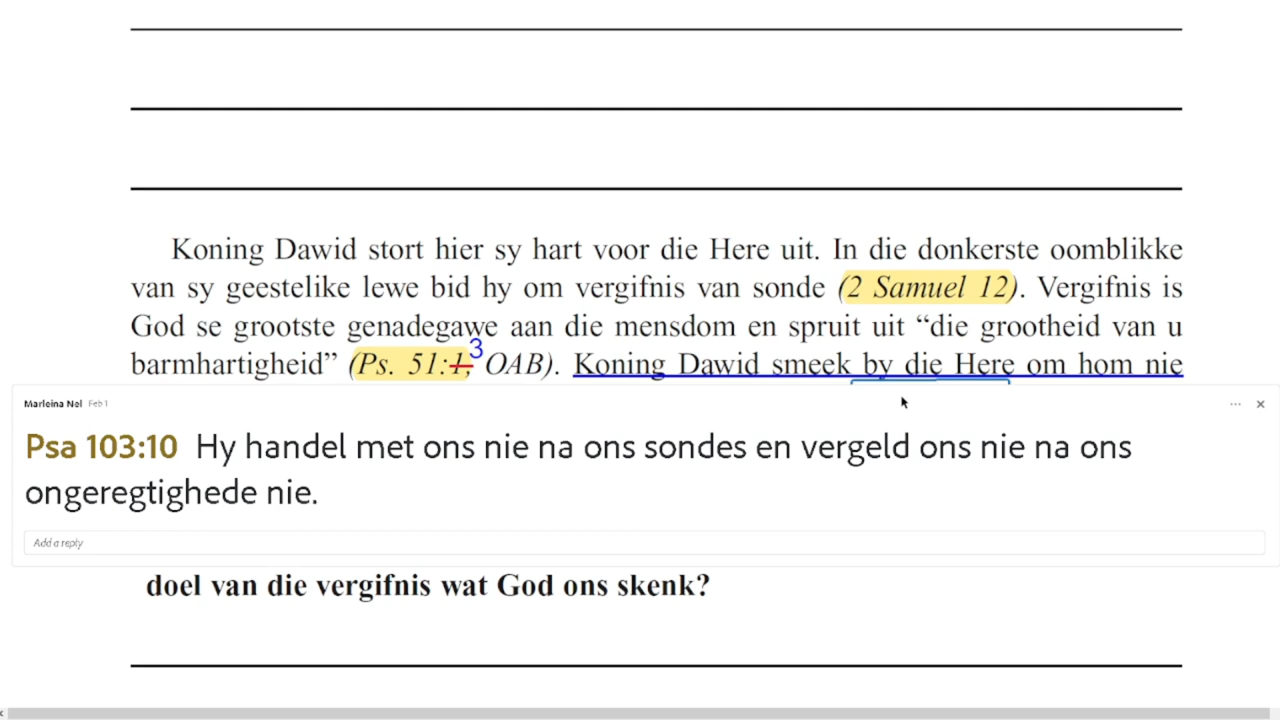 Koning Dawid stort hier sy hart voor die Here uit. In die donkerste oomblikke
van sy geestelike lewe bid hy om vergifnis van sonde (2 Samuel 12). Vergifnis is
God se grootste genadegawe aan die mensdom en spruit uit “die grootheid van u
barmhartigheid” (Ps. 51:1, 3 OAB). Koning Dawid smeek by die Here om hom nie
Marleina Nel Feb 1
Psa 103:10 Hy handel met ons nie na ons sondes en vergeld ons nie na ons
ongeregtighede nie.
Add a reply
doel van die vergifnis wat God ons skenk?